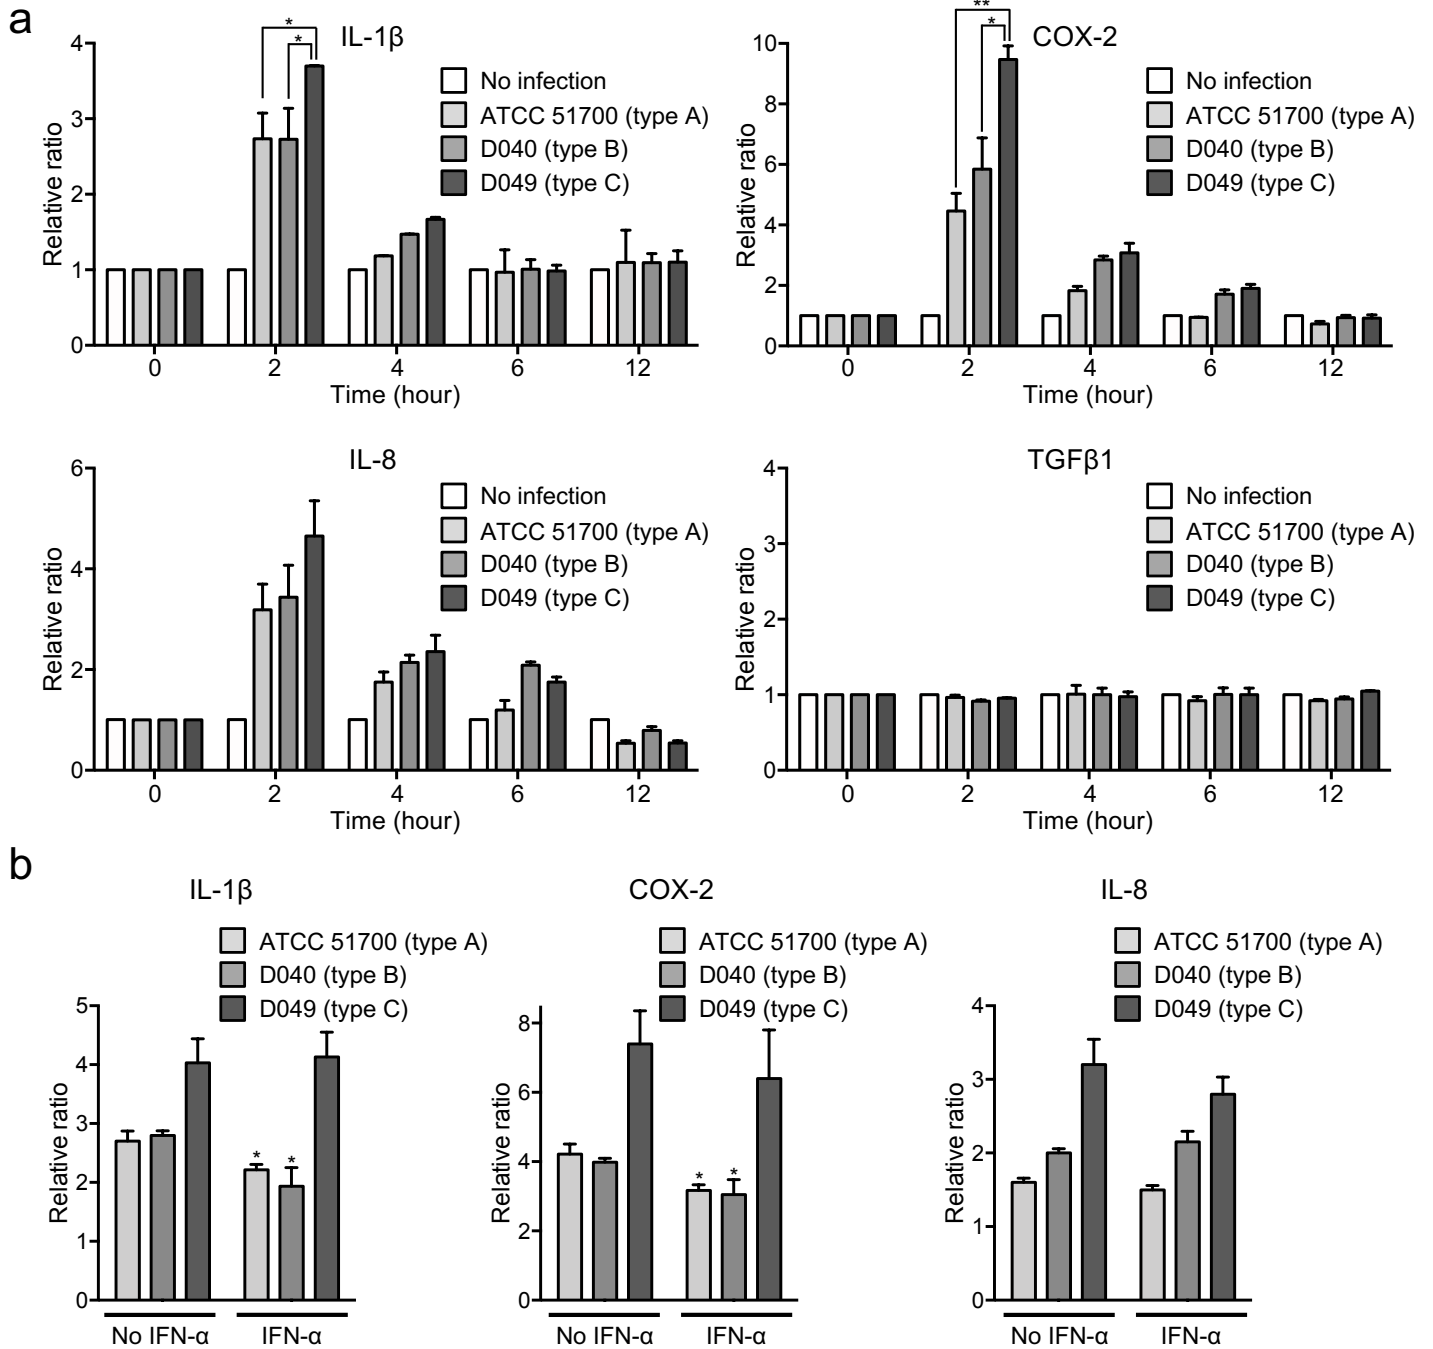 a
IL-1β
* 
*
Relative ratio
4
3
2
1
0
No infection
ATCC 51700 (type A)
D040 (type B)
D049 (type C)
0 2 4 6 12
Time (hour)
COX-2
**
*
Relative ratio
10
8
6
4
2
0
No infection
ATCC 51700 (type A)
D040 (type B)
D049 (type C)
0 2 4 6 12
Time (hour)
IL-8
Relative ratio
6
4
2
0
No infection
ATCC 51700 (type A)
D040 (type B)
D049 (type C)
0 2 4 6 12
Time (hour)
TGFβ1
Relative ratio
4
3
2
1
0
No infection
ATCC 51700 (type A)
D040 (type B)
D049 (type C)
0 2 4 6 12
Time (hour)
b
IL-1β
ATCC 51700 (type A)
D040 (type B)
D049 (type C)
Relative ratio
5
4
3
2
1
0
* *
No IFN-α IFN-α
COX-2
ATCC 51700 (type A)
D040 (type B)
D049 (type C)
Relative ratio
8
6
4
2
0
* *
No IFN-α IFN-α
IL-8
ATCC 51700 (type A)
D040 (type B)
D049 (type C)
Relative ratio
4
3
2
1
0
No IFN-α IFN-α